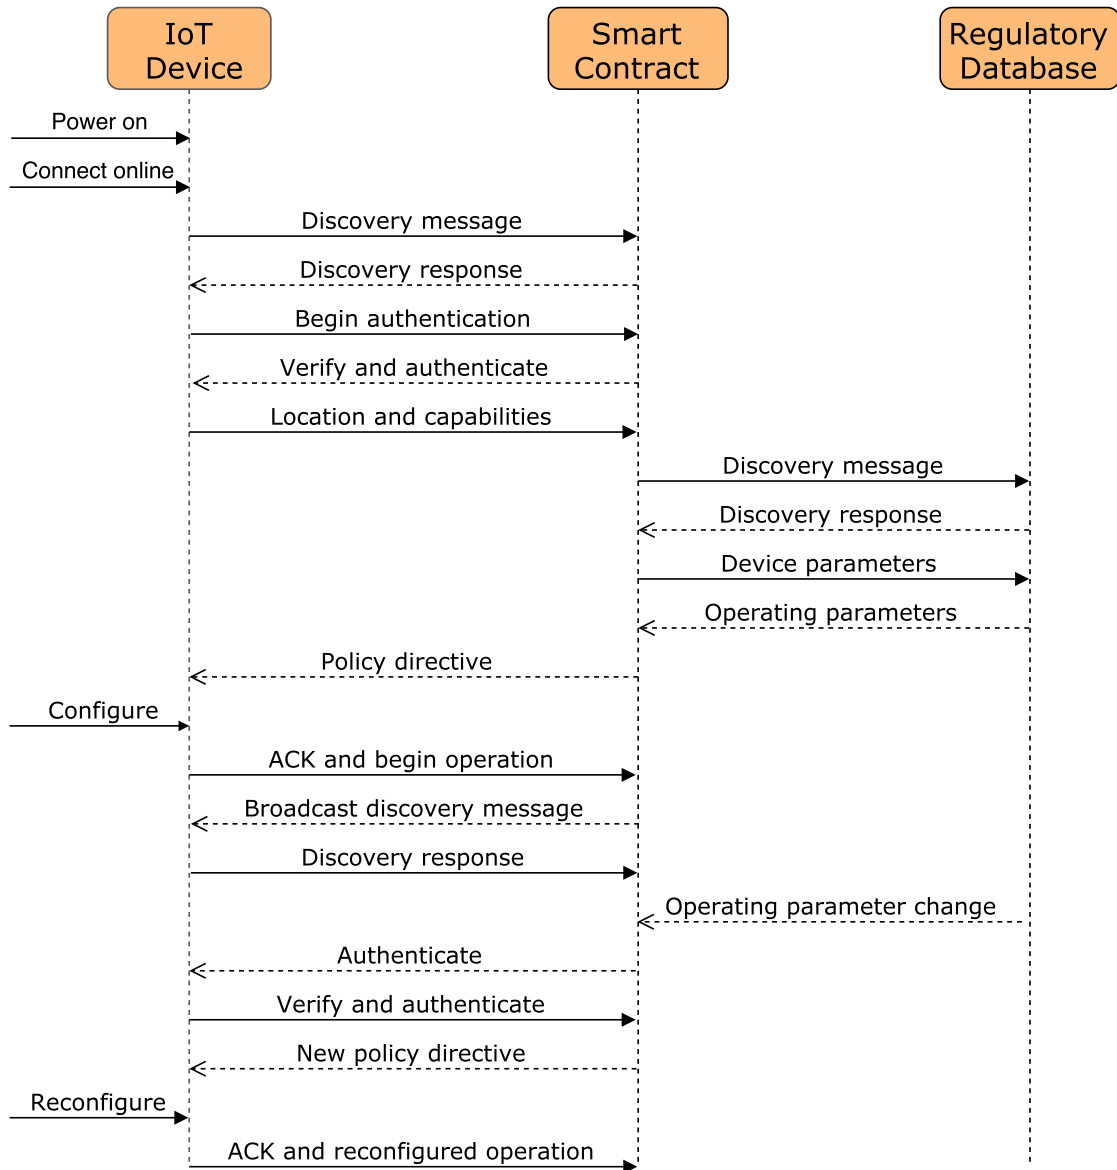 IoT
Device
Smart
Contract
Regulatory
Database
Power on
Connect online
Discovery message
Discovery response
Begin authentication
Verify and authenticate
Location and capabilities
Discovery message
Discovery response
Device parameters
Operating parameters
Policy directive
Configure
ACK and begin operation
Broadcast discovery message
Discovery response
Operating parameter change
Authenticate
Verify and authenticate
New policy directive
Reconfigure
ACK and reconfigured operation